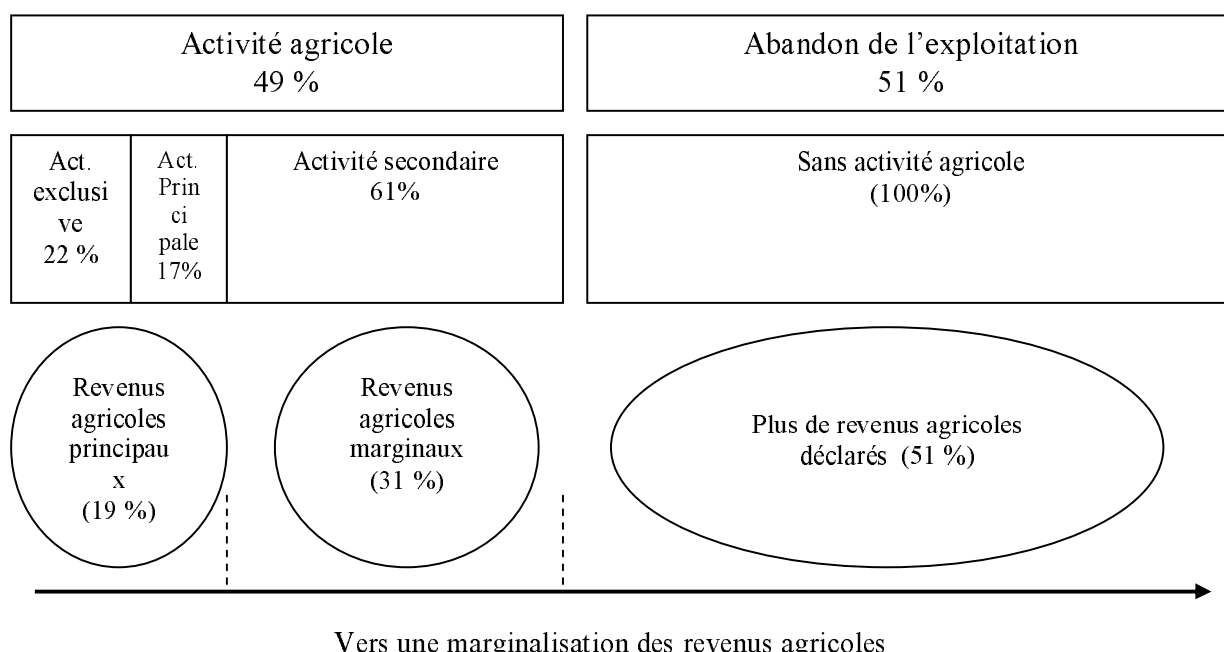 Activité agricole
49 %
Abandon de l'exploitation
51 %
Act.
exclusi
ve
22 %
Act.
Prin
ci
pale
17%
Activité secondaire
61%
Sans activité agricole
(100%)
Revenus
agricoles
principau
x
(19 %)
Revenus
agricoles
marginaux
(31 %)
Plus de revenus agricoles
déclarés (51 %)
Vers une marginalisation des revenus agricoles